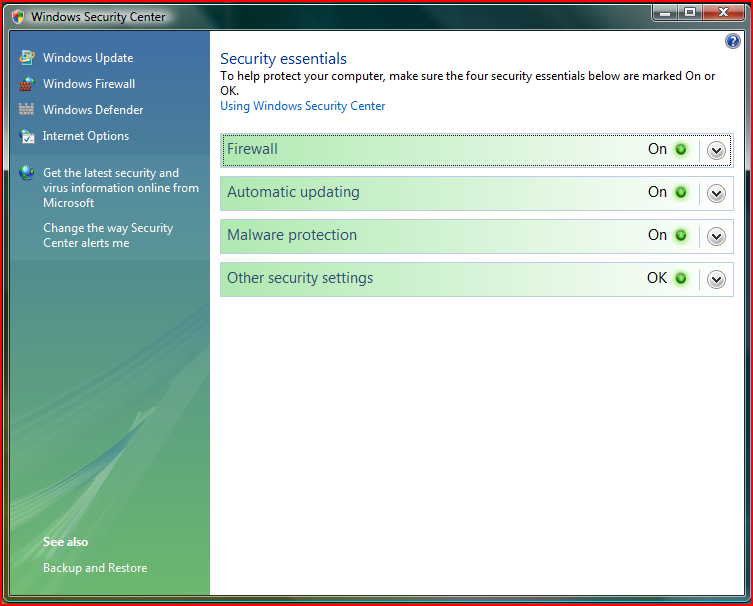 Windows Security Center
Windows Update
Windows Firewall
Windows Defender
Internet Options
Get the latest security and
virus information online from
Microsoft
Change the way Security
Center alerts me
See also
Backup and Restore
Security essentials
To help protect your computer, make sure the four security essentials below are marked On or
OK.
Using Windows Security Center
Firewall On
Automatic updating On
Malware protection On
Other security settings OK